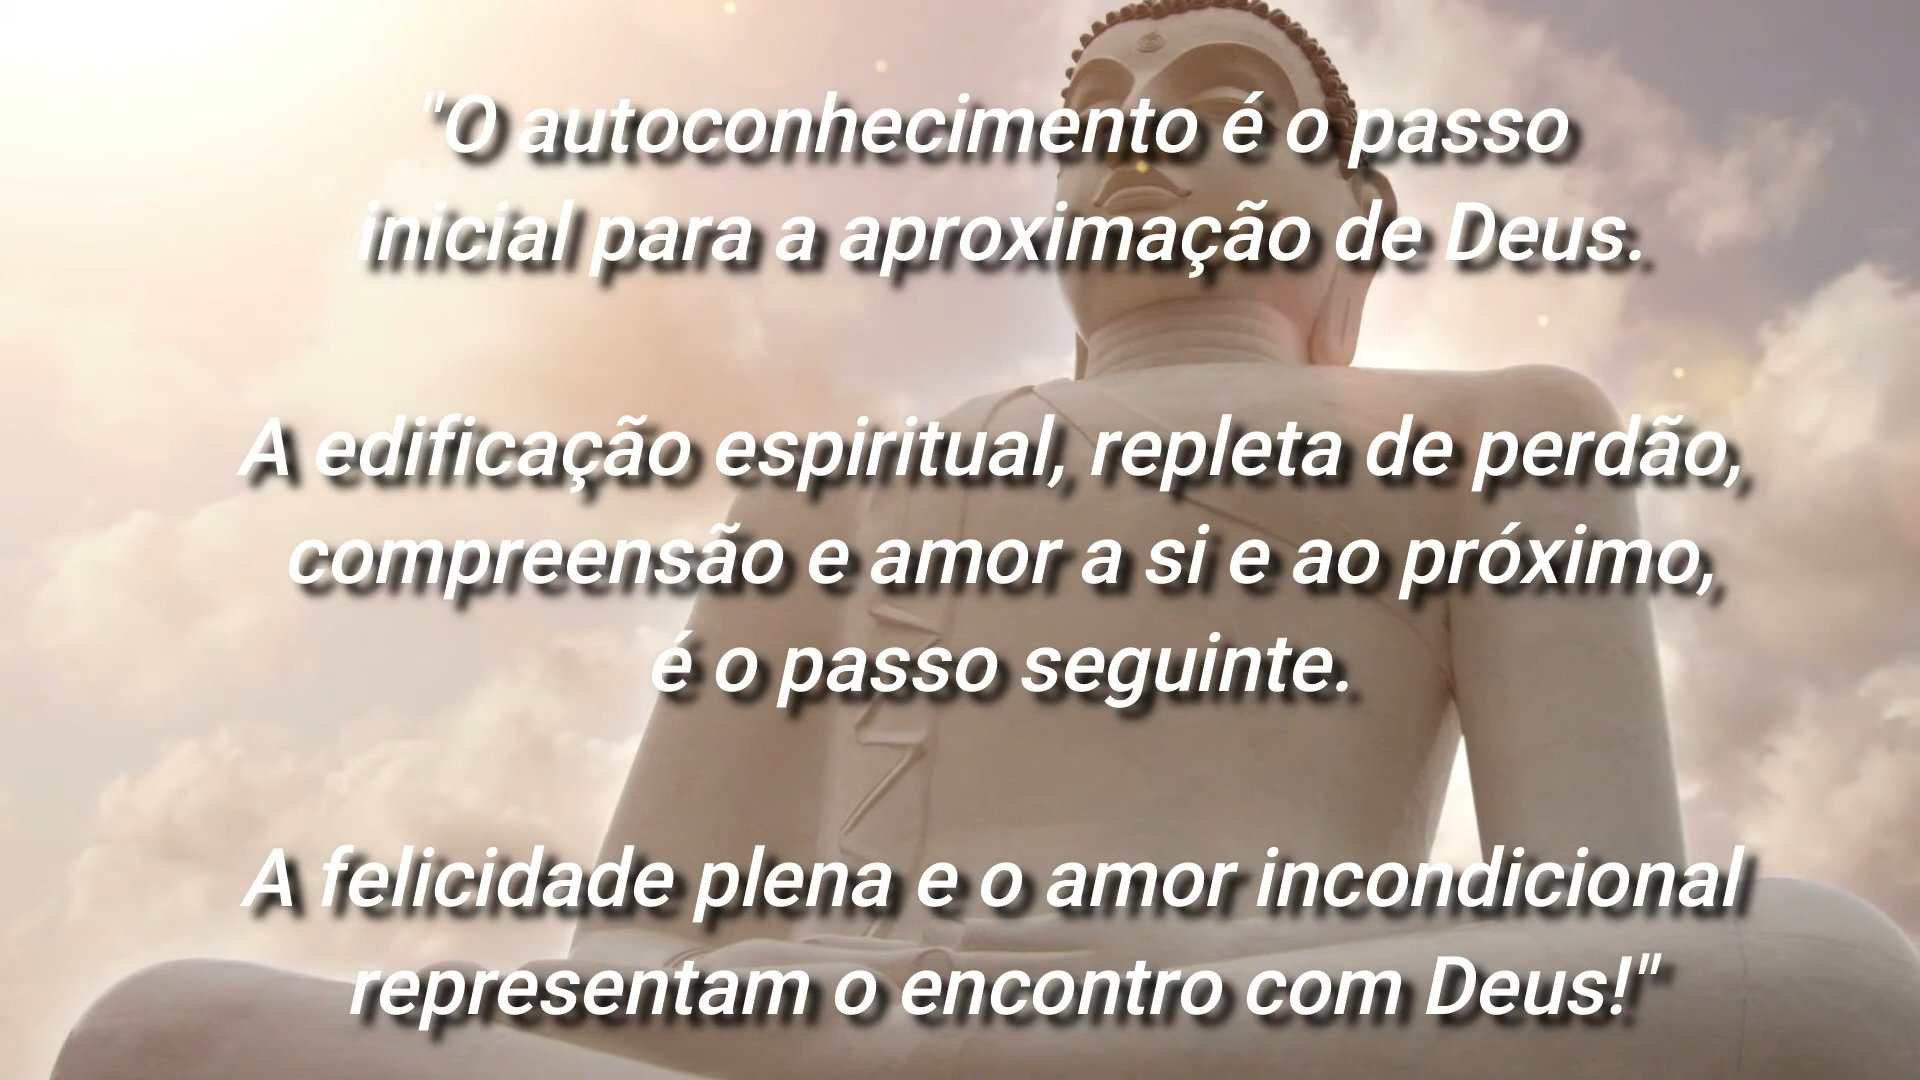 "O autoconhecimento é o passo
inicial para a aproximação de Deus.
A edificação espiritual, repleta de perdão,
compreensão e amor a si e ao próximo,
é o passo seguinte.
A felicidade plena e o amor incondicional
representam o encontro com Deus!"